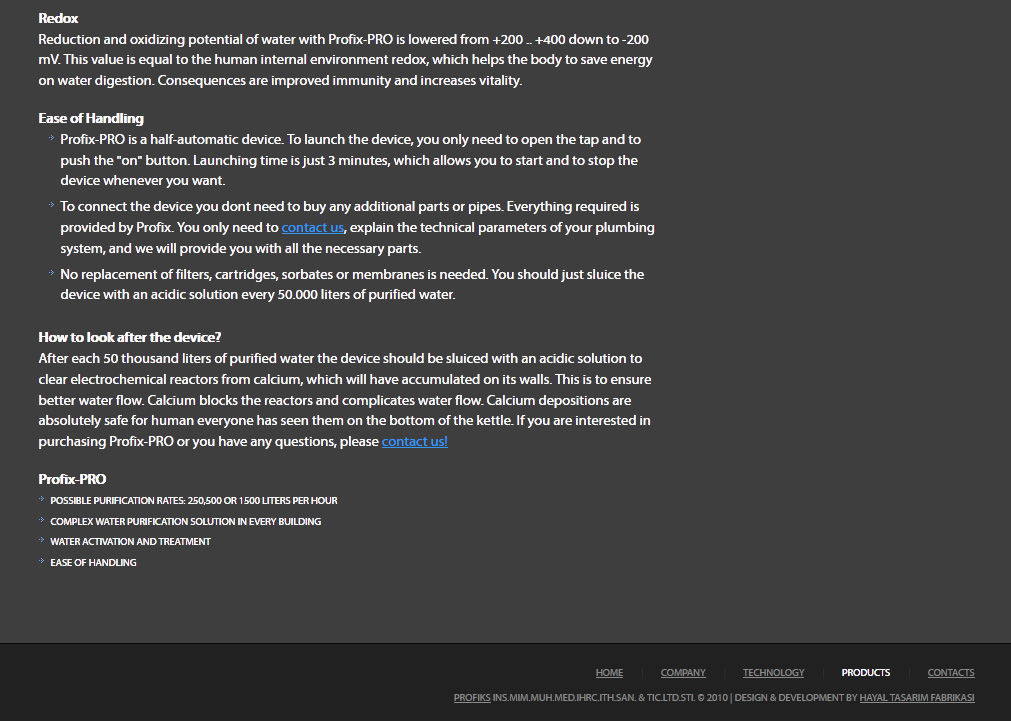 Redox
Reduction and oxidizing potential of water with Profix-PRO is lowered from +200 .. +400 down to -200
mV. This value is equal to the human internal environment redox, which helps the body to save energy
on water digestion. Consequences are improved immunity and increases vitality.
Ease of Handling
Profix-PRO is a half-automatic device. To launch the device, you only need to open the tap and to
push the "on" button. Launching time is just 3 minutes, which allows you to start and to stop the
device whenever you want.
To connect the device you dont need to buy any additional parts or pipes. Everything required is
provided by Profix. You only need to contact us, explain the technical parameters of your plumbing
system, and we will provide you with all the necessary parts.
No replacement of filters, cartridges, sorbates or membranes is needed. You should just sluice the
device with an acidic solution every 50.000 liters of purified water.
How to look after the device?
After each 50 thousand liters of purified water the device should be sluiced with an acidic solution to
clear electrochemical reactors from calcium, which will have accumulated on its walls. This is to ensure
better water flow. Calcium blocks the reactors and complicates water flow. Calcium depositions are
absolutely safe for human everyone has seen them on the bottom of the kettle. If you are interested in
purchasing Profix-PRO or you have any questions, please contact us!
Profix-PRO
POSSIBLE PURIFICATION RATES: 250,500 OR 1500 LITERS PER HOUR
COMPLEX WATER PURIFICATION SOLUTION IN EVERY BUILDING
WATER ACTIVATION AND TREATMENT
EASE OF HANDLING
HOME | COMPANY | TECHNOLOGY | PRODUCTS | CONTACTS
PROFIKS INS.MIM.MUH.MED.IHRC.ITH.SAN. & TIC.LTD.STI. © 2010 | DESIGN & DEVELOPMENT BY HAYAL TASARIM FABRIKASI